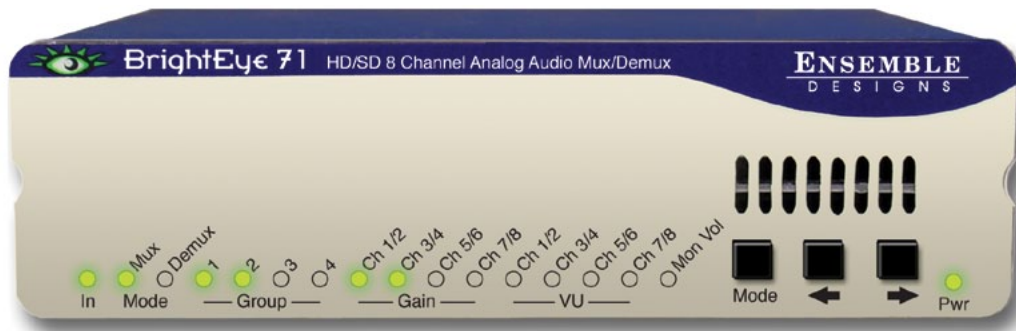 BrightEye 71 HD/SD 8 Channel Analog Audio Mux/Demux
ENSEMBLE
DESIGNS
Mux Demux 1 2 3 4 Ch 1/2 Ch 3/4 Ch 5/6 Ch 7/8 Ch 1/2 Ch 3/4 Ch 5/6 Ch 7/8 Mon Vol
In Mode Group Gain VU Mode Pwr